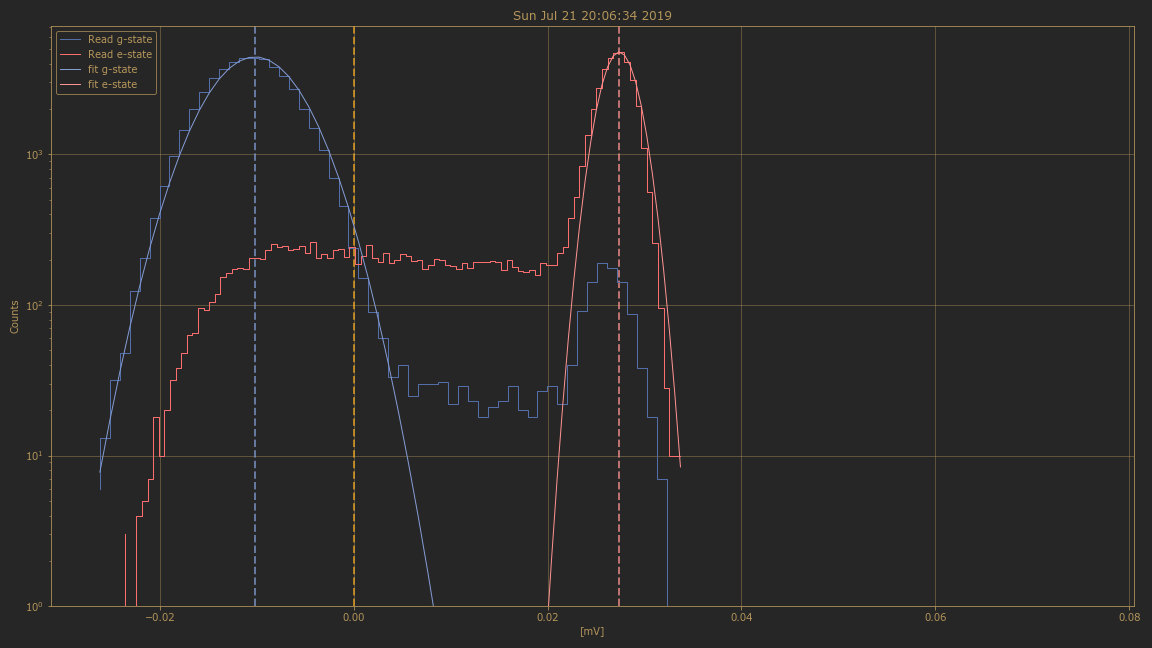 Sun Jul 21 20:06:34 2019
Read g-state
Read e-state
fit g-state
fit e-state
Counts
10³
10²
10¹
10⁰
−0.02
0.00
0.02
0.04
0.06
0.08
[mV]